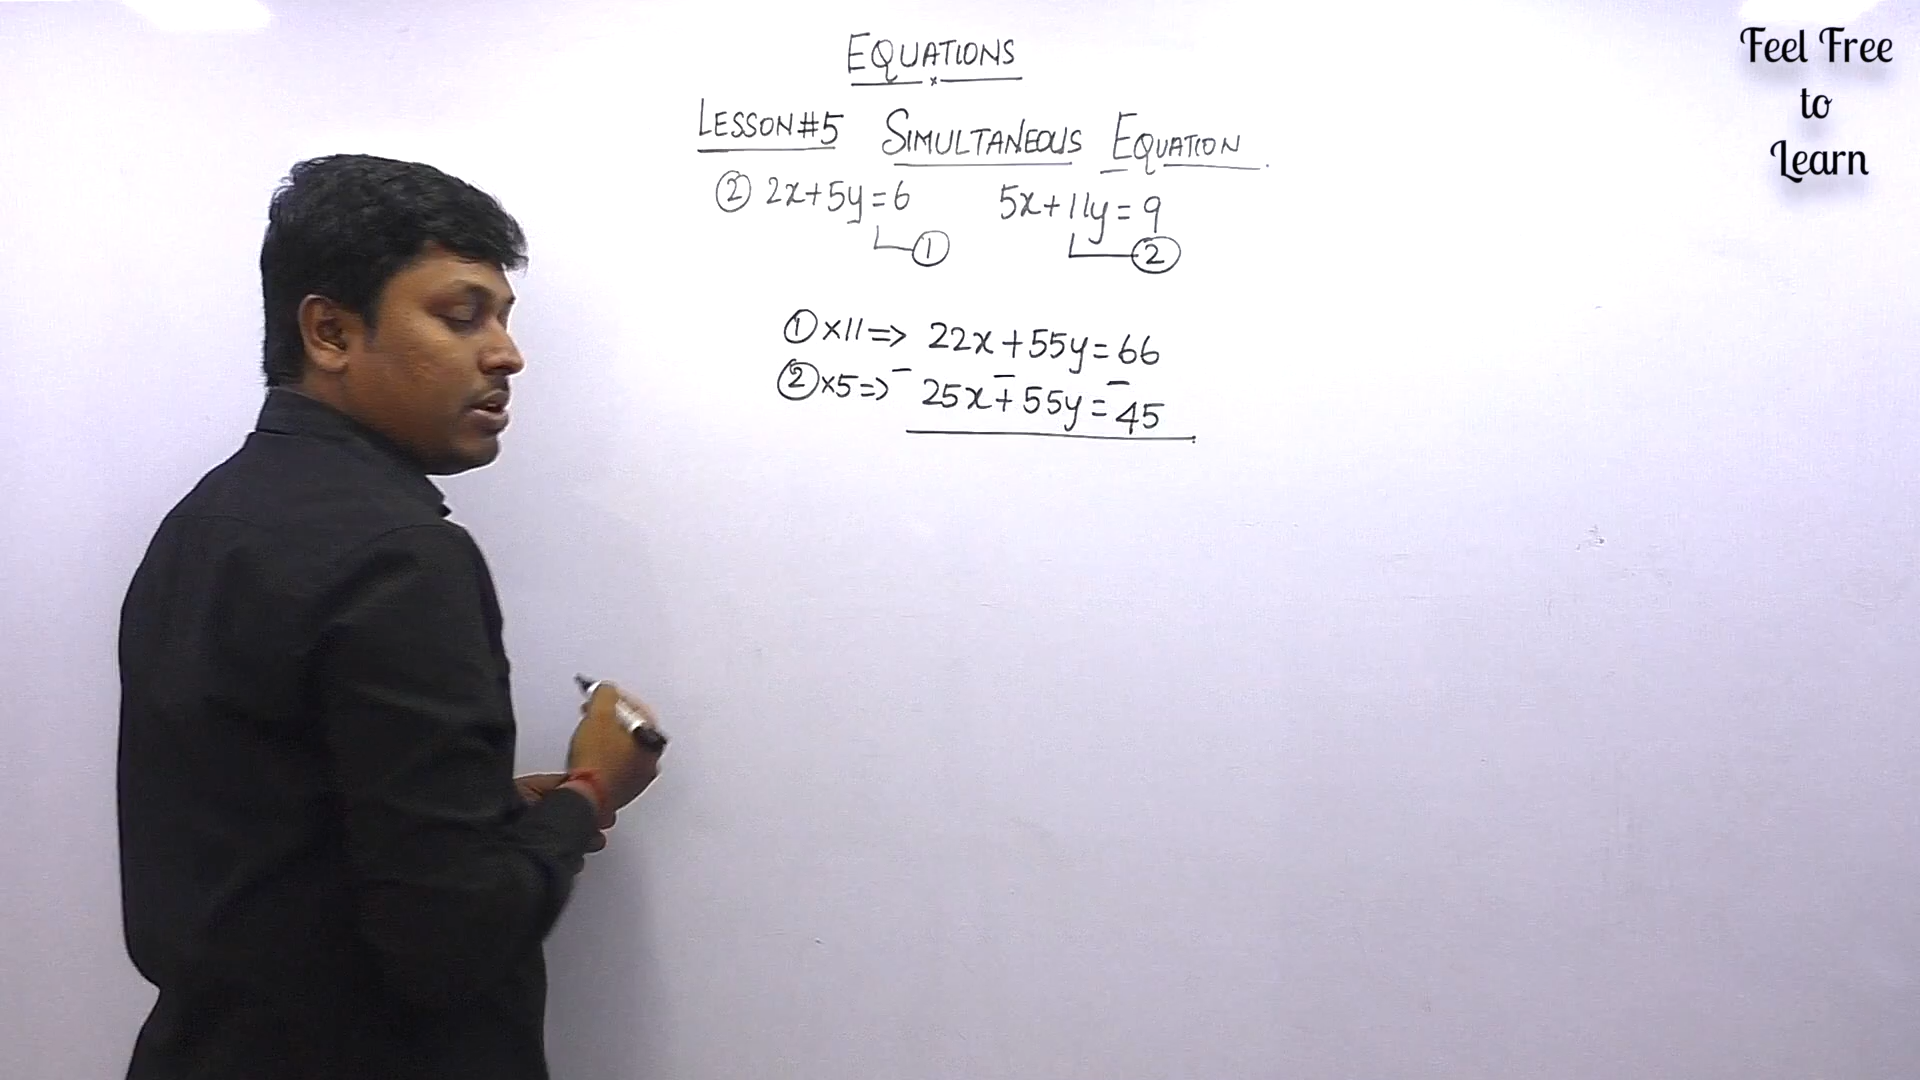 EQUATIONS
LESSON#5 SIMULTANEOUS EQUATION.
② 2x+5y=6 5x+11y=9
① ②
①×11=> 22x+55y=66
②×5=> 25x+55y=45
Feel Free
to
Learn